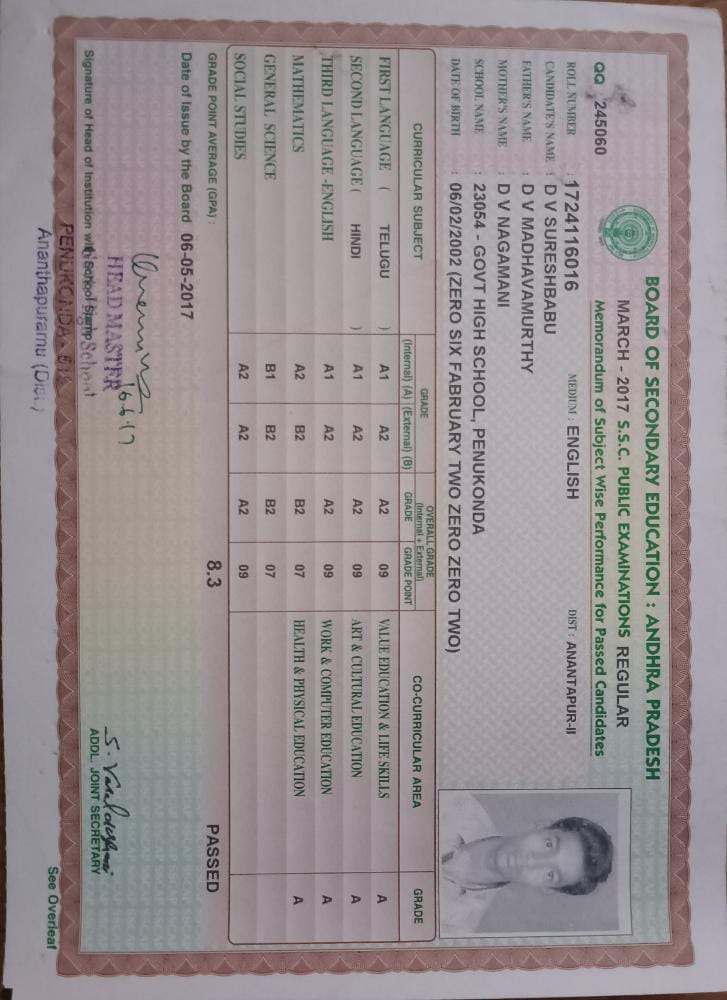 BOARD OF SECONDARY EDUCATION : ANDHRA PRADESH
MARCH - 2017 S.S.C. PUBLIC EXAMINATIONS REGULAR
QQ 245060
Memorandum of Subject Wise Performance for Passed Candidates
ROLL NUMBER : 1724116016 MEDIUM : ENGLISH DIST : ANANTAPUR-II
CANDIDATE'S NAME : D V SURESHBABU
FATHER'S NAME : D V MADHAVAMURTHY
MOTHER'S NAME : D V NAGAMANI
SCHOOL NAME : 23054 - GOVT HIGH SCHOOL, PENUKONDA
DATE OF BIRTH : 06/02/2002 (ZERO SIX FABRUARY TWO ZERO ZERO TWO)
CURRICULAR SUBJECT GRADE OVERALL GRADE (Internal + External) CO-CURRICULAR AREA GRADE
(Internal) (A) (External) (B) GRADE GRADE POINT
FIRST LANGUAGE ( TELUGU ) A1 A2 A2 09 VALUE EDUCATION & LIFE SKILLS A
SECOND LANGUAGE ( HINDI ) A1 A2 A2 09 ART & CULTURAL EDUCATION A
THIRD LANGUAGE -ENGLISH A1 A2 A2 09 WORK & COMPUTER EDUCATION A
MATHEMATICS A2 B2 B2 07 HEALTH & PHYSICAL EDUCATION A
GENERAL SCIENCE B1 B2 B2 07
SOCIAL STUDIES A2 A2 A2 09
GRADE POINT AVERAGE (GPA) : 8.3 PASSED
Date of Issue by the Board 06-05-2017
16-6-17
HEAD MASTER
Signature of Head of Institution with School Stamp School
ADDL. JOINT SECRETARY
PENUKONDA -
Ananthapuramu (Dist.)
See Overleaf